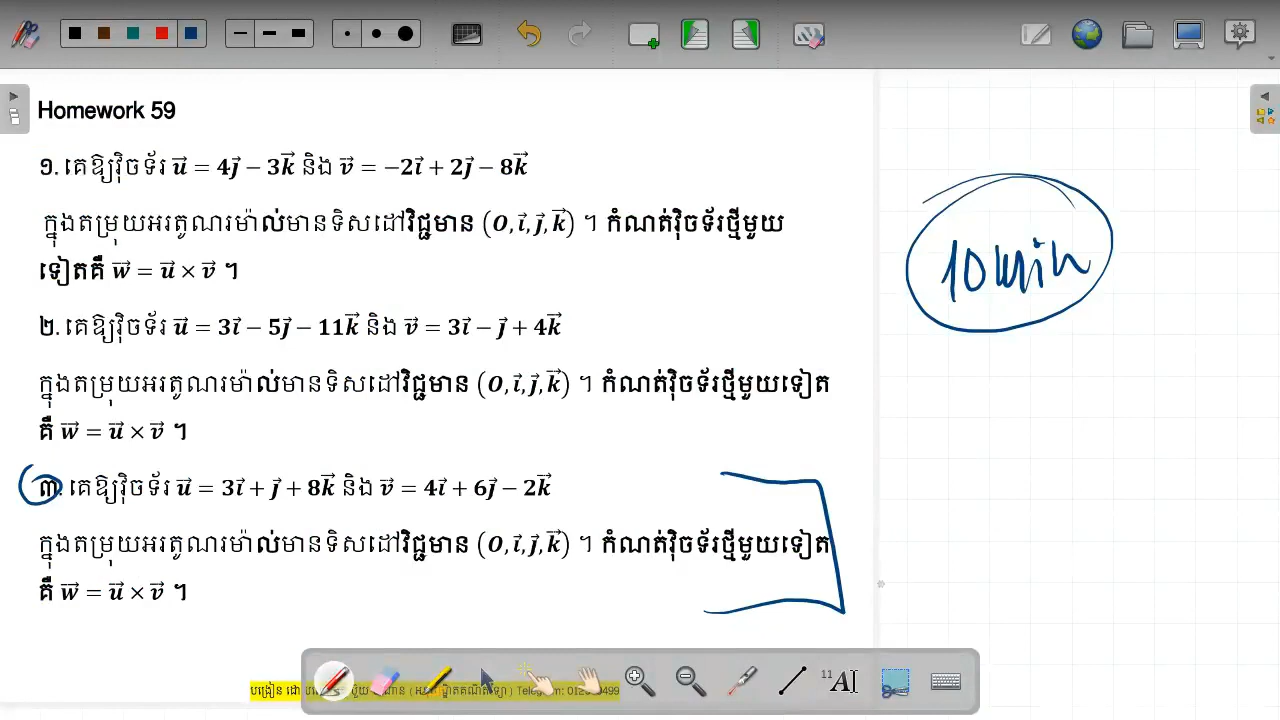 Homework 59
១. គេឱ្យវ៉ិចទ័រ u⃗ = 4j⃗ − 3k⃗ និង v⃗ = −2i⃗ + 2j⃗ − 8k⃗
ក្នុងតម្រុយអរតូណរម៉ាល់មានទិសដៅវិជ្ជមាន (O, i⃗, j⃗, k⃗) ។ កំណត់វ៉ិចទ័រថ្មីមួយ
ទៀតគឺ w⃗ = u⃗ × v⃗ ។
10 min
២. គេឱ្យវ៉ិចទ័រ u⃗ = 3i⃗ − 5j⃗ − 11k⃗ និង v⃗ = 3i⃗ − j⃗ + 4k⃗
ក្នុងតម្រុយអរតូណរម៉ាល់មានទិសដៅវិជ្ជមាន (O, i⃗, j⃗, k⃗) ។ កំណត់វ៉ិចទ័រថ្មីមួយទៀត
គឺ w⃗ = u⃗ × v⃗ ។
៣. គេឱ្យវ៉ិចទ័រ u⃗ = 3i⃗ + j⃗ + 8k⃗ និង v⃗ = 4i⃗ + 6j⃗ − 2k⃗
ក្នុងតម្រុយអរតូណរម៉ាល់មានទិសដៅវិជ្ជមាន (O, i⃗, j⃗, k⃗) ។ កំណត់វ៉ិចទ័រថ្មីមួយទៀត
គឺ w⃗ = u⃗ × v⃗ ។
បង្រៀន